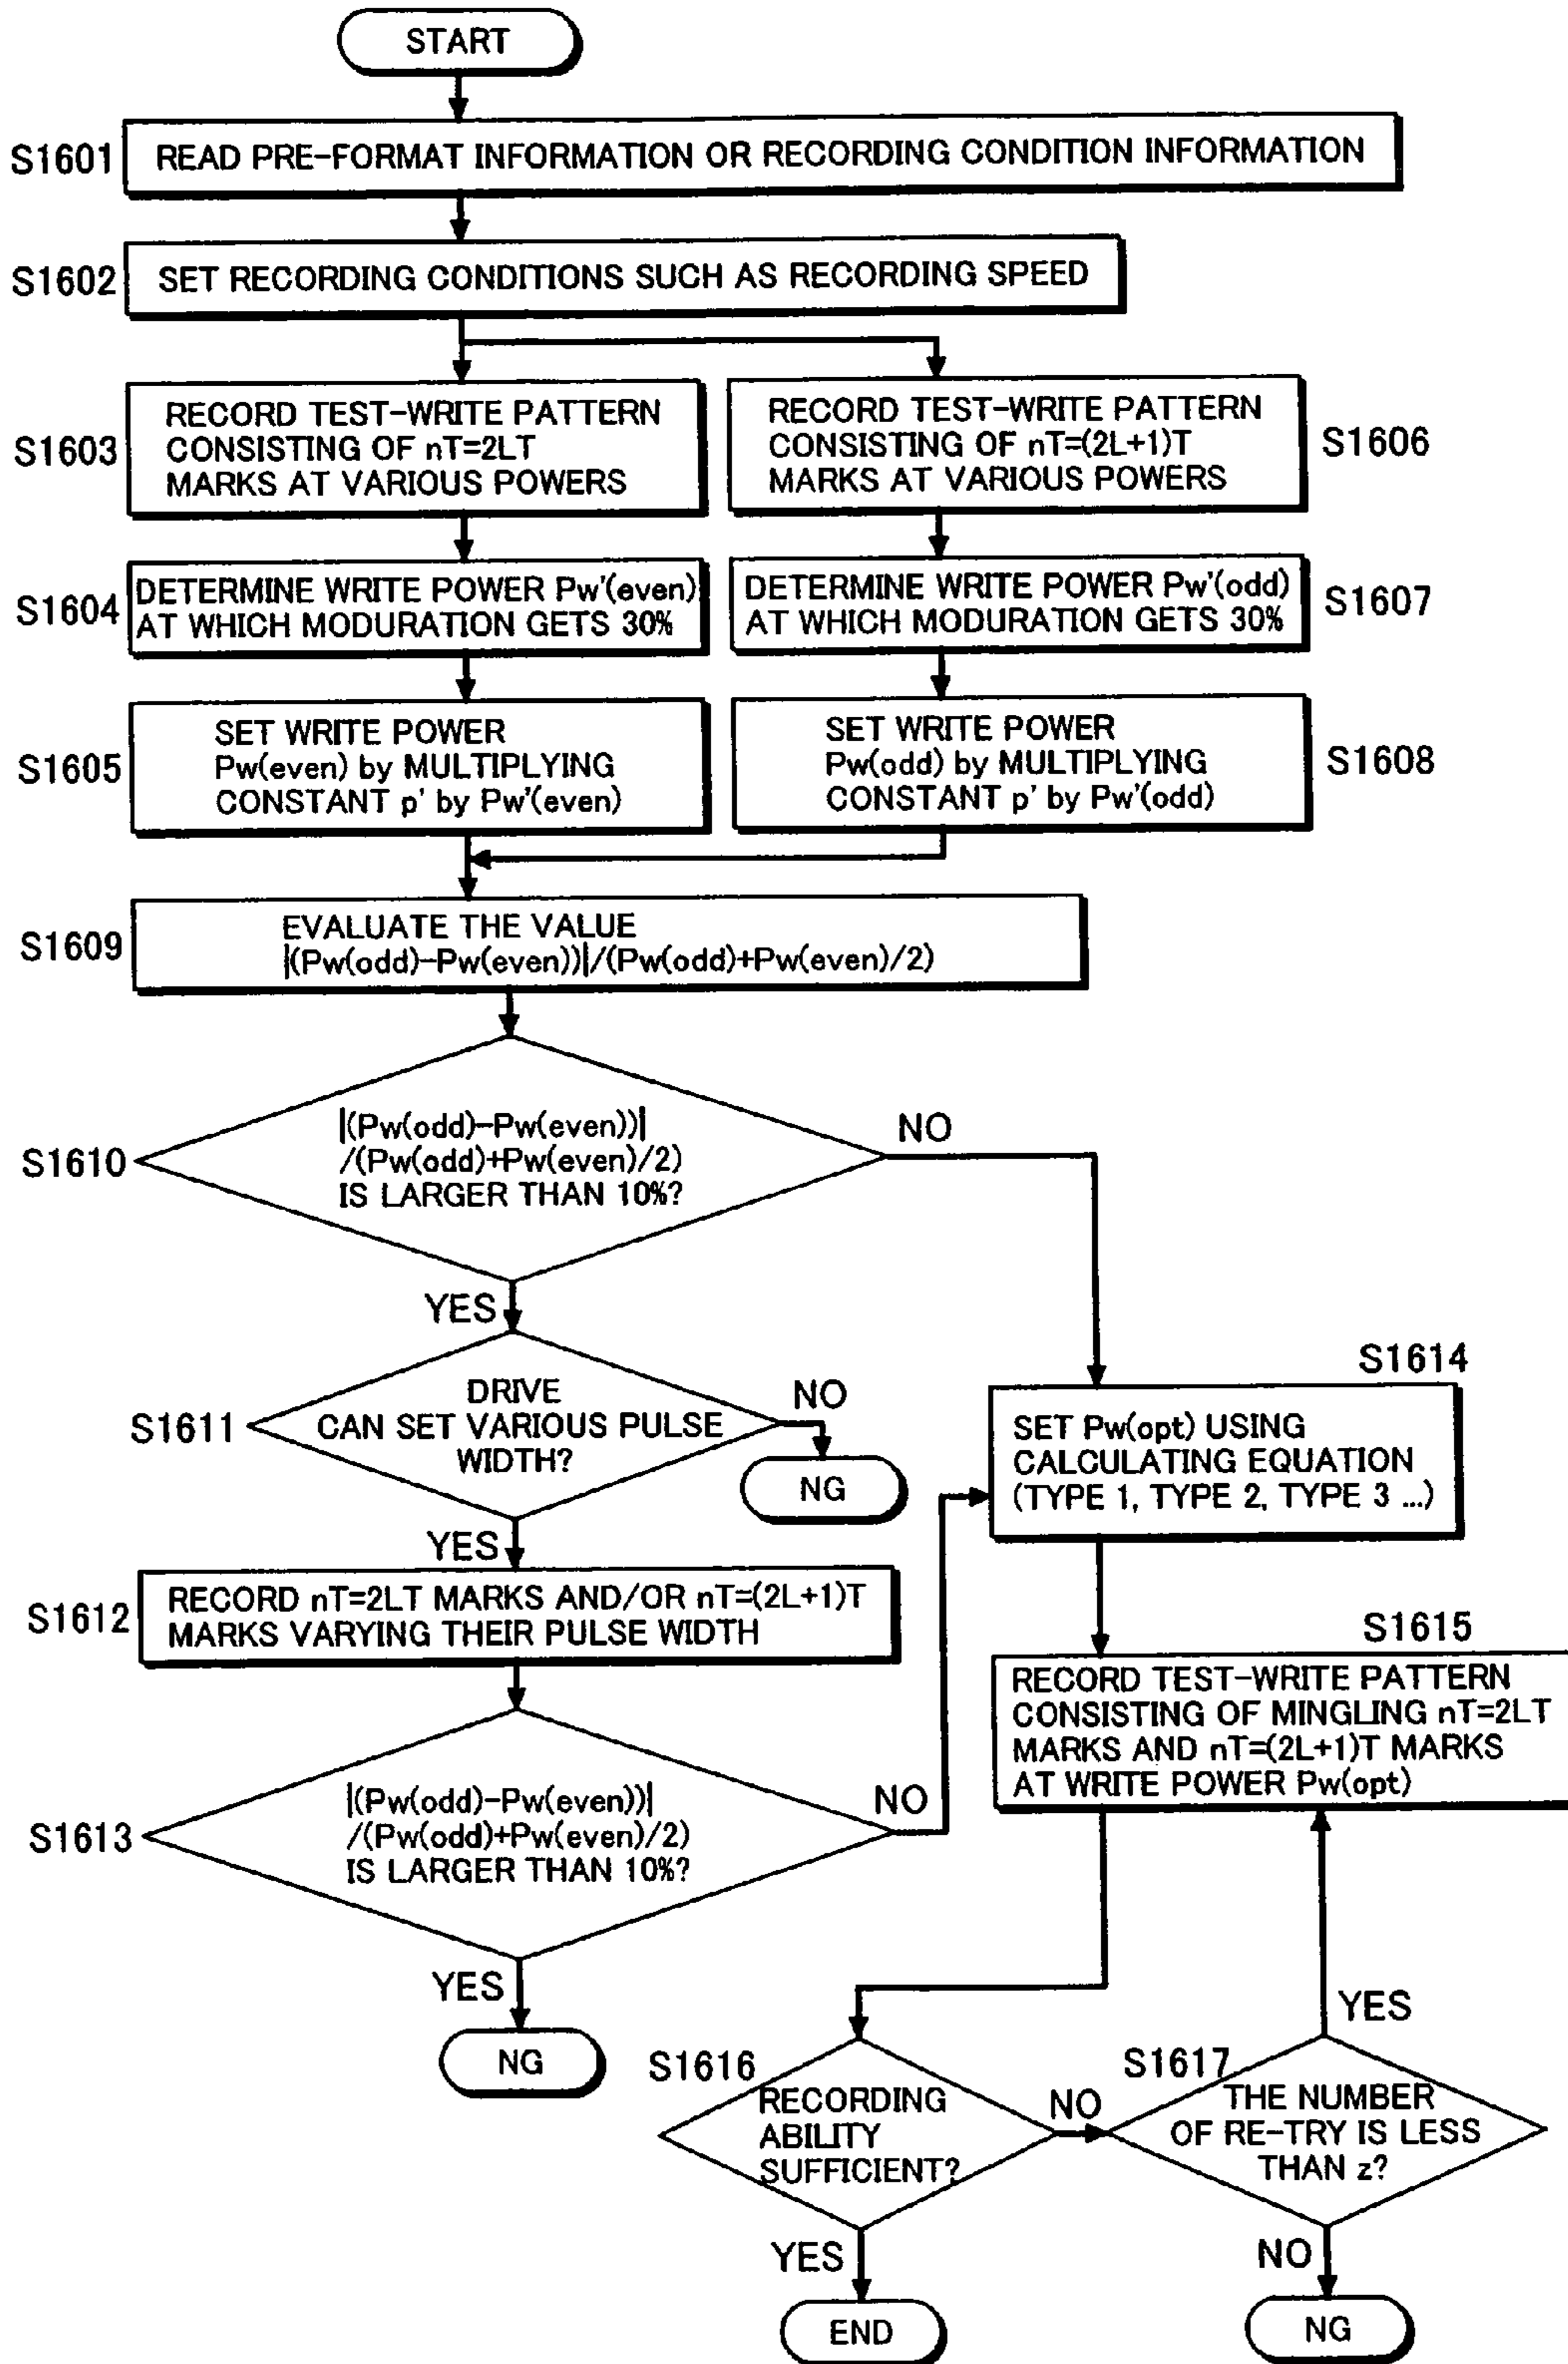 START
S1601
READ PRE-FORMAT INFORMATION OR RECORDING CONDITION INFORMATION
S1602
SET RECORDING CONDITIONS SUCH AS RECORDING SPEED
S1603
RECORD TEST-WRITE PATTERN
CONSISTING OF nT=2LT
MARKS AT VARIOUS POWERS
RECORD TEST-WRITE PATTERN
CONSISTING OF nT=(2L+1)T
MARKS AT VARIOUS POWERS
S1606
S1604
DETERMINE WRITE POWER Pw'(even)
AT WHICH MODURATION GETS 30%
DETERMINE WRITE POWER Pw'(odd)
AT WHICH MODURATION GETS 30%
S1607
S1605
SET WRITE POWER
Pw(even) by MULTIPLYING
CONSTANT p' by Pw'(even)
SET WRITE POWER
Pw(odd) by MULTIPLYING
CONSTANT p' by Pw'(odd)
S1608
S1609
EVALUATE THE VALUE
|(Pw(odd)-Pw(even))|/(Pw(odd)+Pw(even)/2)
S1610
|(Pw(odd)-Pw(even))|
/(Pw(odd)+Pw(even)/2)
IS LARGER THAN 10%?
NO
YES
S1611
DRIVE
CAN SET VARIOUS PULSE
WIDTH?
NO
NG
YES
S1614
SET Pw(opt) USING
CALCULATING EQUATION
(TYPE 1, TYPE 2, TYPE 3 ...)
S1612
RECORD nT=2LT MARKS AND/OR nT=(2L+1)T
MARKS VARYING THEIR PULSE WIDTH
S1615
RECORD TEST-WRITE PATTERN
CONSISTING OF MINGLING nT=2LT
MARKS AND nT=(2L+1)T MARKS
AT WRITE POWER Pw(opt)
S1613
|(Pw(odd)-Pw(even))|
/(Pw(odd)+Pw(even)/2)
IS LARGER THAN 10%?
NO
YES
NG
S1616
RECORDING
ABILITY
SUFFICIENT?
NO
S1617
THE NUMBER
OF RE-TRY IS LESS
THAN z?
YES
YES
END
NO
NG